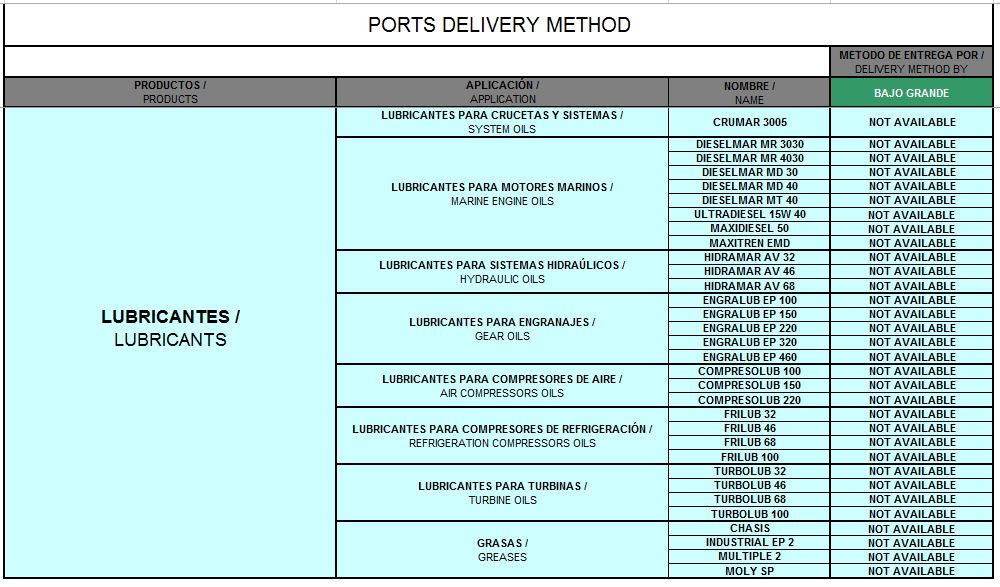 PORTS DELIVERY METHOD
METODO DE ENTREGA POR /
DELIVERY METHOD BY
PRODUCTOS /
PRODUCTS
APLICACIÓN /
APPLICATION
NOMBRE /
NAME
BAJO GRANDE
LUBRICANTES /
LUBRICANTS
LUBRICANTES PARA CRUCETAS Y SISTEMAS /
SYSTEM OILS
CRUMAR 3005 NOT AVAILABLE
LUBRICANTES PARA MOTORES MARINOS /
MARINE ENGINE OILS
DIESELMAR MR 3030 NOT AVAILABLE
DIESELMAR MR 4030 NOT AVAILABLE
DIESELMAR MD 30 NOT AVAILABLE
DIESELMAR MD 40 NOT AVAILABLE
DIESELMAR MT 40 NOT AVAILABLE
ULTRADIESEL 15W 40 NOT AVAILABLE
MAXIDIESEL 50 NOT AVAILABLE
MAXITREN EMD NOT AVAILABLE
LUBRICANTES PARA SISTEMAS HIDRAÚLICOS /
HYDRAULIC OILS
HIDRAMAR AV 32 NOT AVAILABLE
HIDRAMAR AV 46 NOT AVAILABLE
HIDRAMAR AV 68 NOT AVAILABLE
LUBRICANTES PARA ENGRANAJES /
GEAR OILS
ENGRALUB EP 100 NOT AVAILABLE
ENGRALUB EP 150 NOT AVAILABLE
ENGRALUB EP 220 NOT AVAILABLE
ENGRALUB EP 320 NOT AVAILABLE
ENGRALUB EP 460 NOT AVAILABLE
LUBRICANTES PARA COMPRESORES DE AIRE /
AIR COMPRESSORS OILS
COMPRESOLUB 100 NOT AVAILABLE
COMPRESOLUB 150 NOT AVAILABLE
COMPRESOLUB 220 NOT AVAILABLE
LUBRICANTES PARA COMPRESORES DE REFRIGERACIÓN /
REFRIGERATION COMPRESSORS OILS
FRILUB 32 NOT AVAILABLE
FRILUB 46 NOT AVAILABLE
FRILUB 68 NOT AVAILABLE
FRILUB 100 NOT AVAILABLE
LUBRICANTES PARA TURBINAS /
TURBINE OILS
TURBOLUB 32 NOT AVAILABLE
TURBOLUB 46 NOT AVAILABLE
TURBOLUB 68 NOT AVAILABLE
TURBOLUB 100 NOT AVAILABLE
GRASAS /
GREASES
CHASIS NOT AVAILABLE
INDUSTRIAL EP 2 NOT AVAILABLE
MULTIPLE 2 NOT AVAILABLE
MOLY SP NOT AVAILABLE